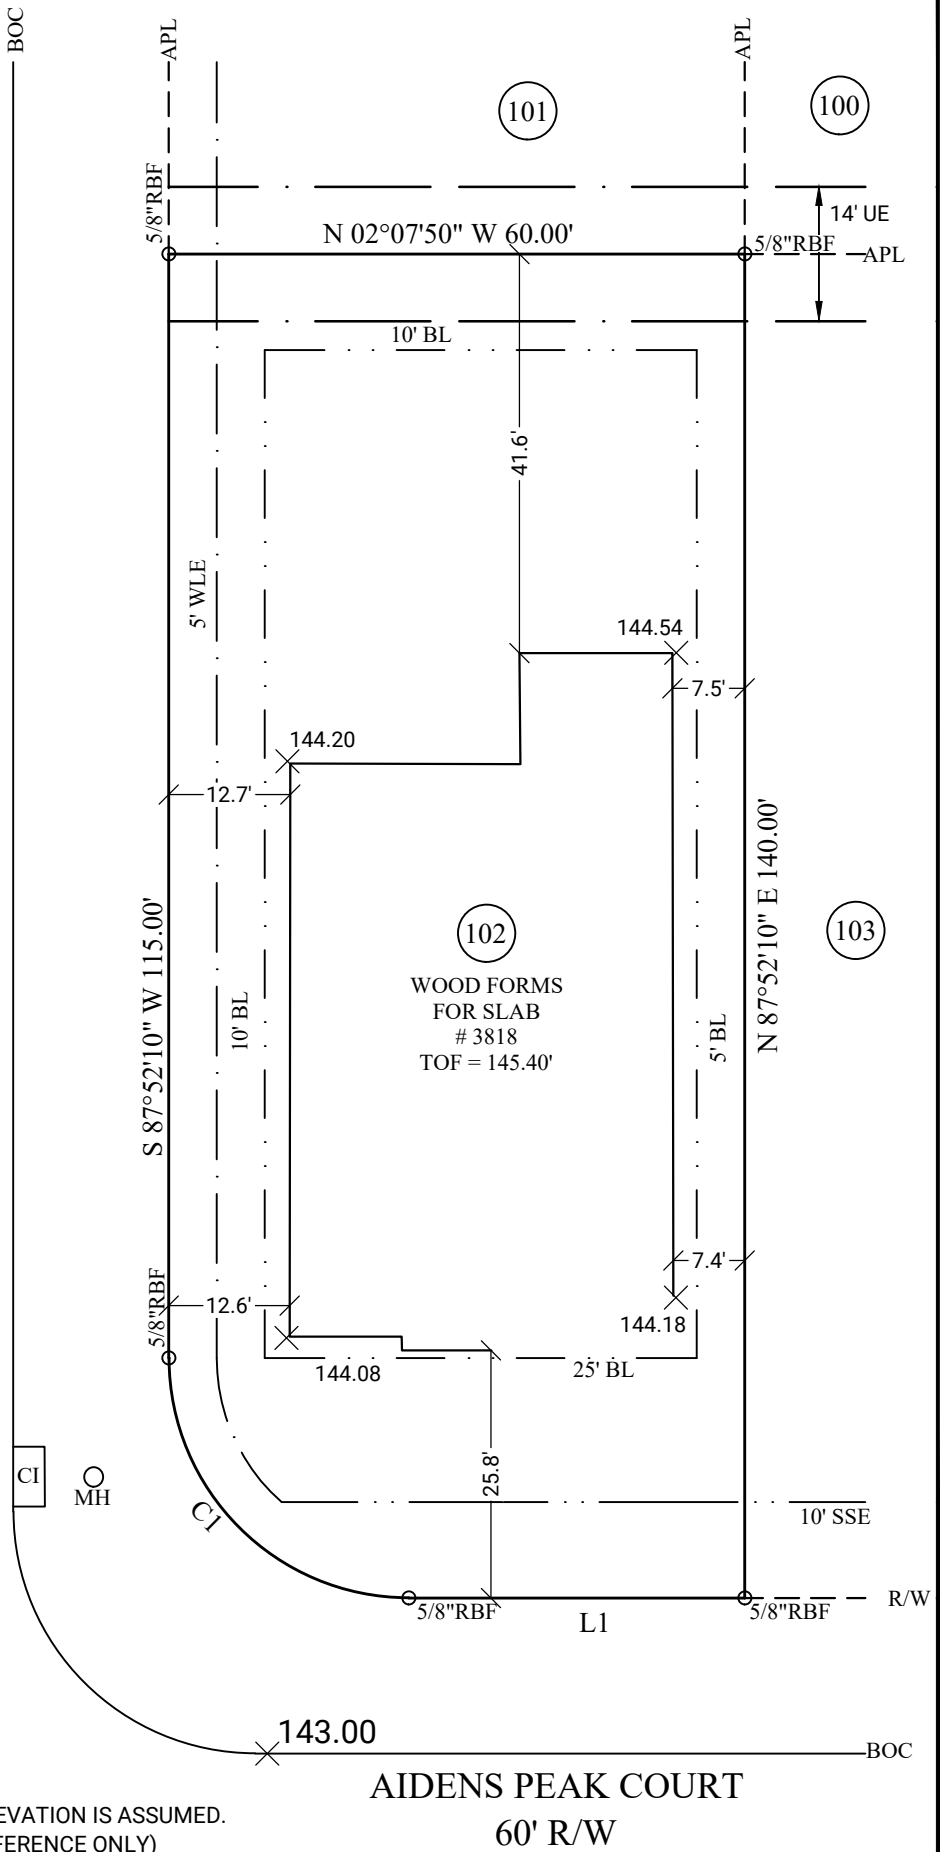 BOC
APL
APL
101
100
5/8"RBF
14' UE
N 02°07'50" W 60.00'
5/8"RBF
APL
10' BL
41.6'
5' WLE
144.54
7.5'
144.20
12.7'
S 87°52'10" W 115.00'
10' BL
102
WOOD FORMS
FOR SLAB
# 3818
TOF = 145.40'
5' BL
N 87°52'10" E 140.00'
103
7.4'
12.6'
5/8"RBF
144.18
144.08
25' BL
25.8'
CI
MH
C1
10' SSE
5/8"RBF
L1
5/8"RBF
R/W
143.00
BOC
AIDENS PEAK COURT
60' R/W
EVATION IS ASSUMED.
FERENCE ONLY)